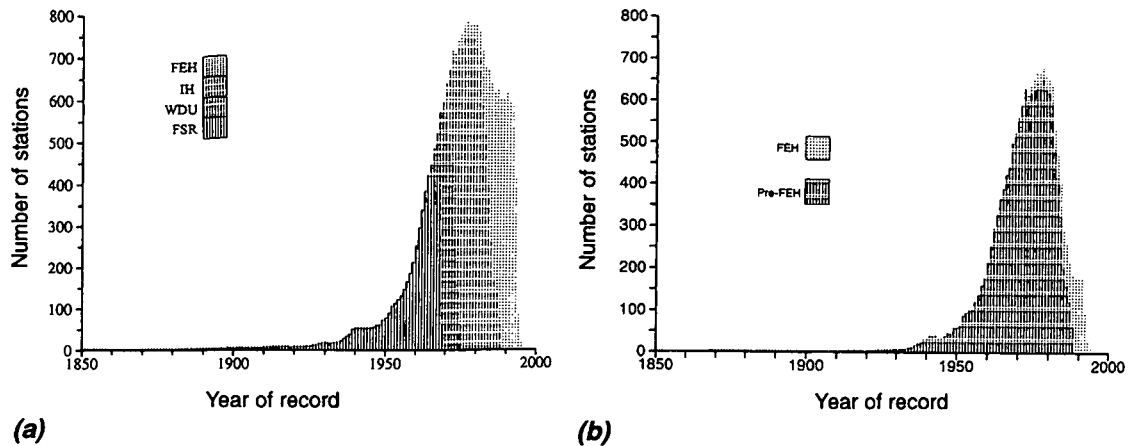 800
700
600
500
400
300
200
100
0
Number of stations
FEH
IH
WDU
FSR
1850
1900
1950
2000
Year of record
(a)
800
700
600
500
400
300
200
100
0
Number of stations
FEH
Pre-FEH
1850
1900
1950
2000
Year of record
(b)